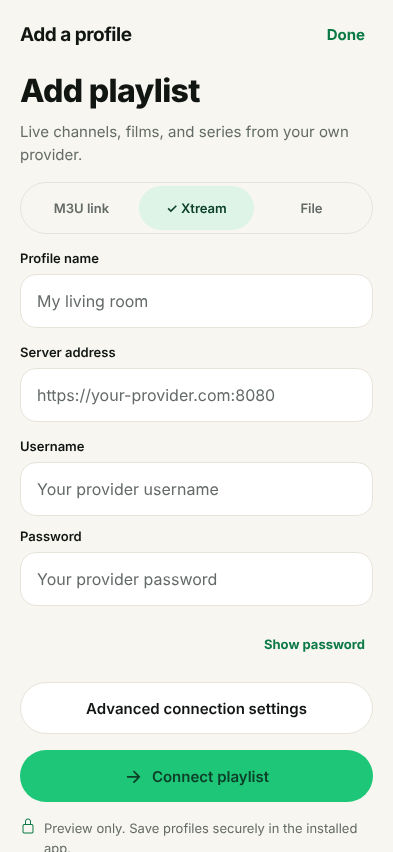 Add a profile
Done
Add playlist
Live channels, films, and series from your own
provider.
M3U link
✓ Xtream
File
Profile name
My living room
Server address
https://your-provider.com:8080
Username
Your provider username
Password
Your provider password
Show password
Advanced connection settings
→ Connect playlist
Preview only. Save profiles securely in the installed
app.